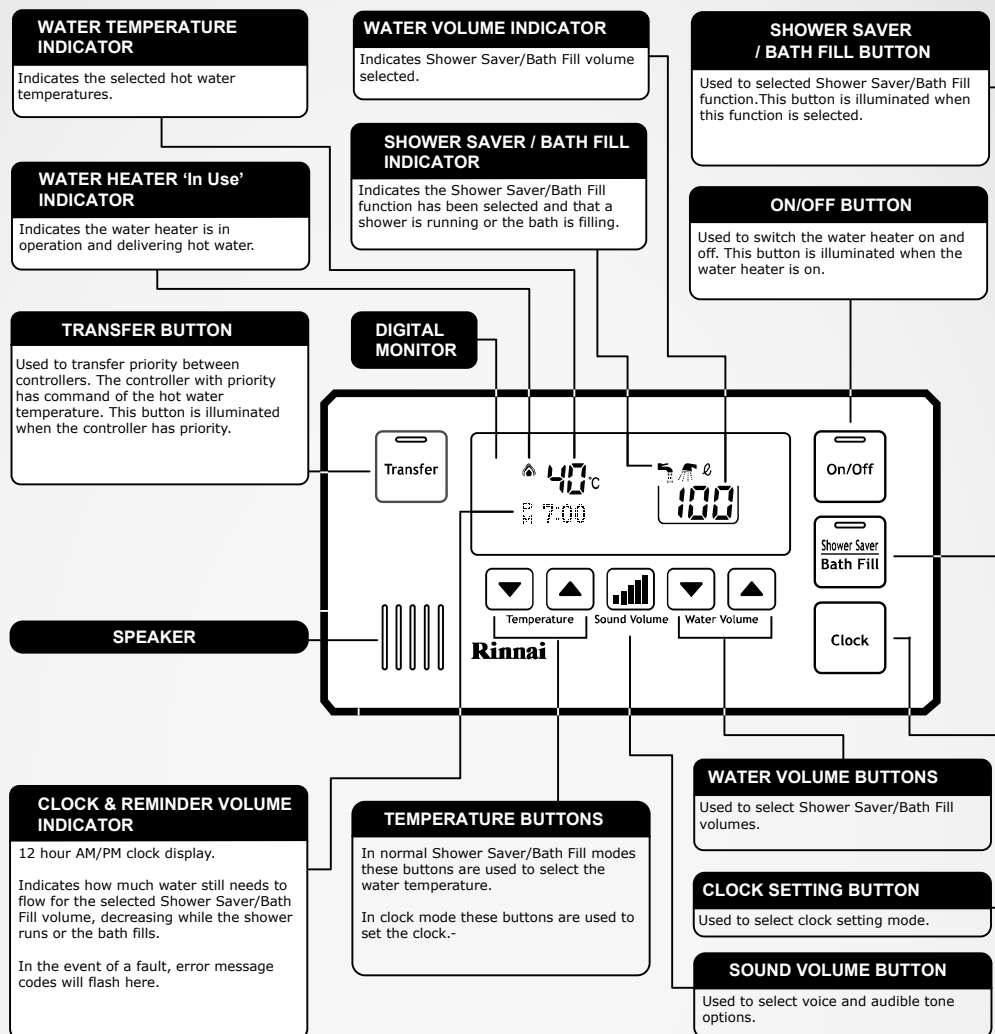 WATER TEMPERATURE
INDICATOR
Indicates the selected hot water
temperatures.
WATER HEATER ‘In Use’
INDICATOR
Indicates the water heater is in
operation and delivering hot water.
TRANSFER BUTTON
Used to transfer priority between
controllers. The controller with priority
has command of the hot water
temperature. This button is illuminated
when the controller has priority.
WATER VOLUME INDICATOR
Indicates Shower Saver/Bath Fill volume
selected.
SHOWER SAVER / BATH FILL
INDICATOR
Indicates the Shower Saver/Bath Fill
function has been selected and that a
shower is running or the bath is filling.
DIGITAL
MONITOR
SHOWER SAVER
/ BATH FILL BUTTON
Used to selected Shower Saver/Bath Fill
function.This button is illuminated when
this function is selected.
ON/OFF BUTTON
Used to switch the water heater on and
off. This button is illuminated when the
water heater is on.
Transfer
40°C
PM 7:00
ℓ
100
On/Off
Shower Saver
Bath Fill
Clock
Temperature
Sound Volume
Water Volume
Rinnai
SPEAKER
CLOCK & REMINDER VOLUME
INDICATOR
12 hour AM/PM clock display.
Indicates how much water still needs to
flow for the selected Shower Saver/Bath
Fill volume, decreasing while the shower
runs or the bath fills.
In the event of a fault, error message
codes will flash here.
TEMPERATURE BUTTONS
In normal Shower Saver/Bath Fill modes
these buttons are used to select the
water temperature.
In clock mode these buttons are used to
set the clock.-
WATER VOLUME BUTTONS
Used to select Shower Saver/Bath Fill
volumes.
CLOCK SETTING BUTTON
Used to select clock setting mode.
SOUND VOLUME BUTTON
Used to select voice and audible tone
options.